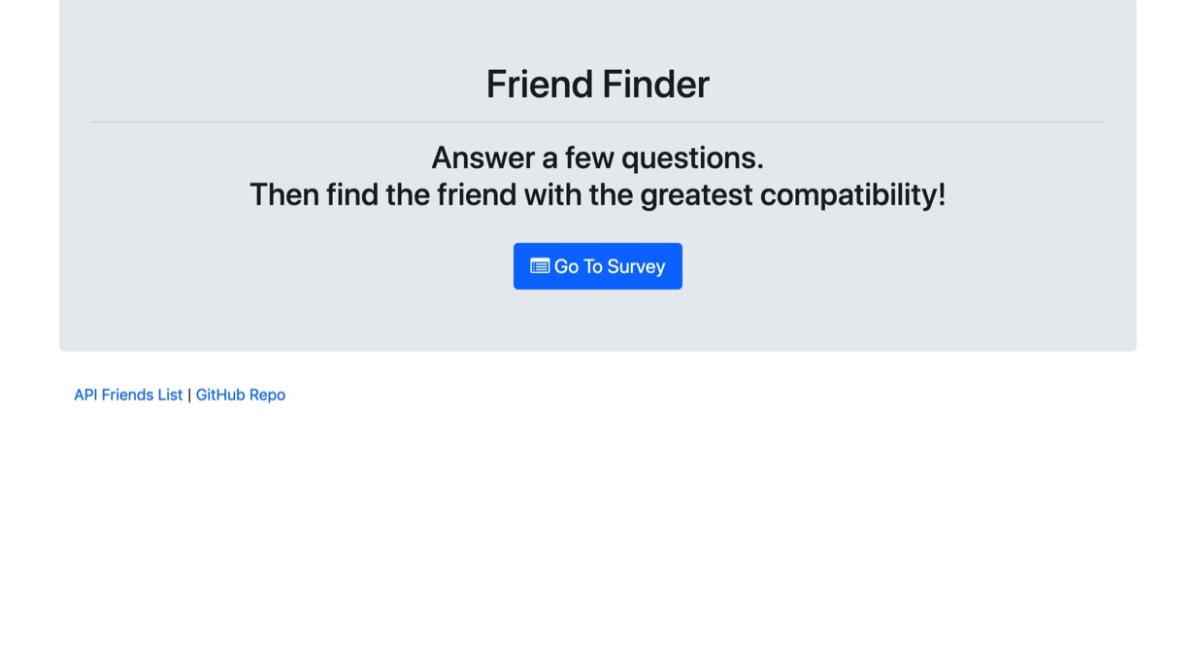 Friend Finder
Answer a few questions.
Then find the friend with the greatest compatibility!
Go To Survey
API Friends List | GitHub Repo